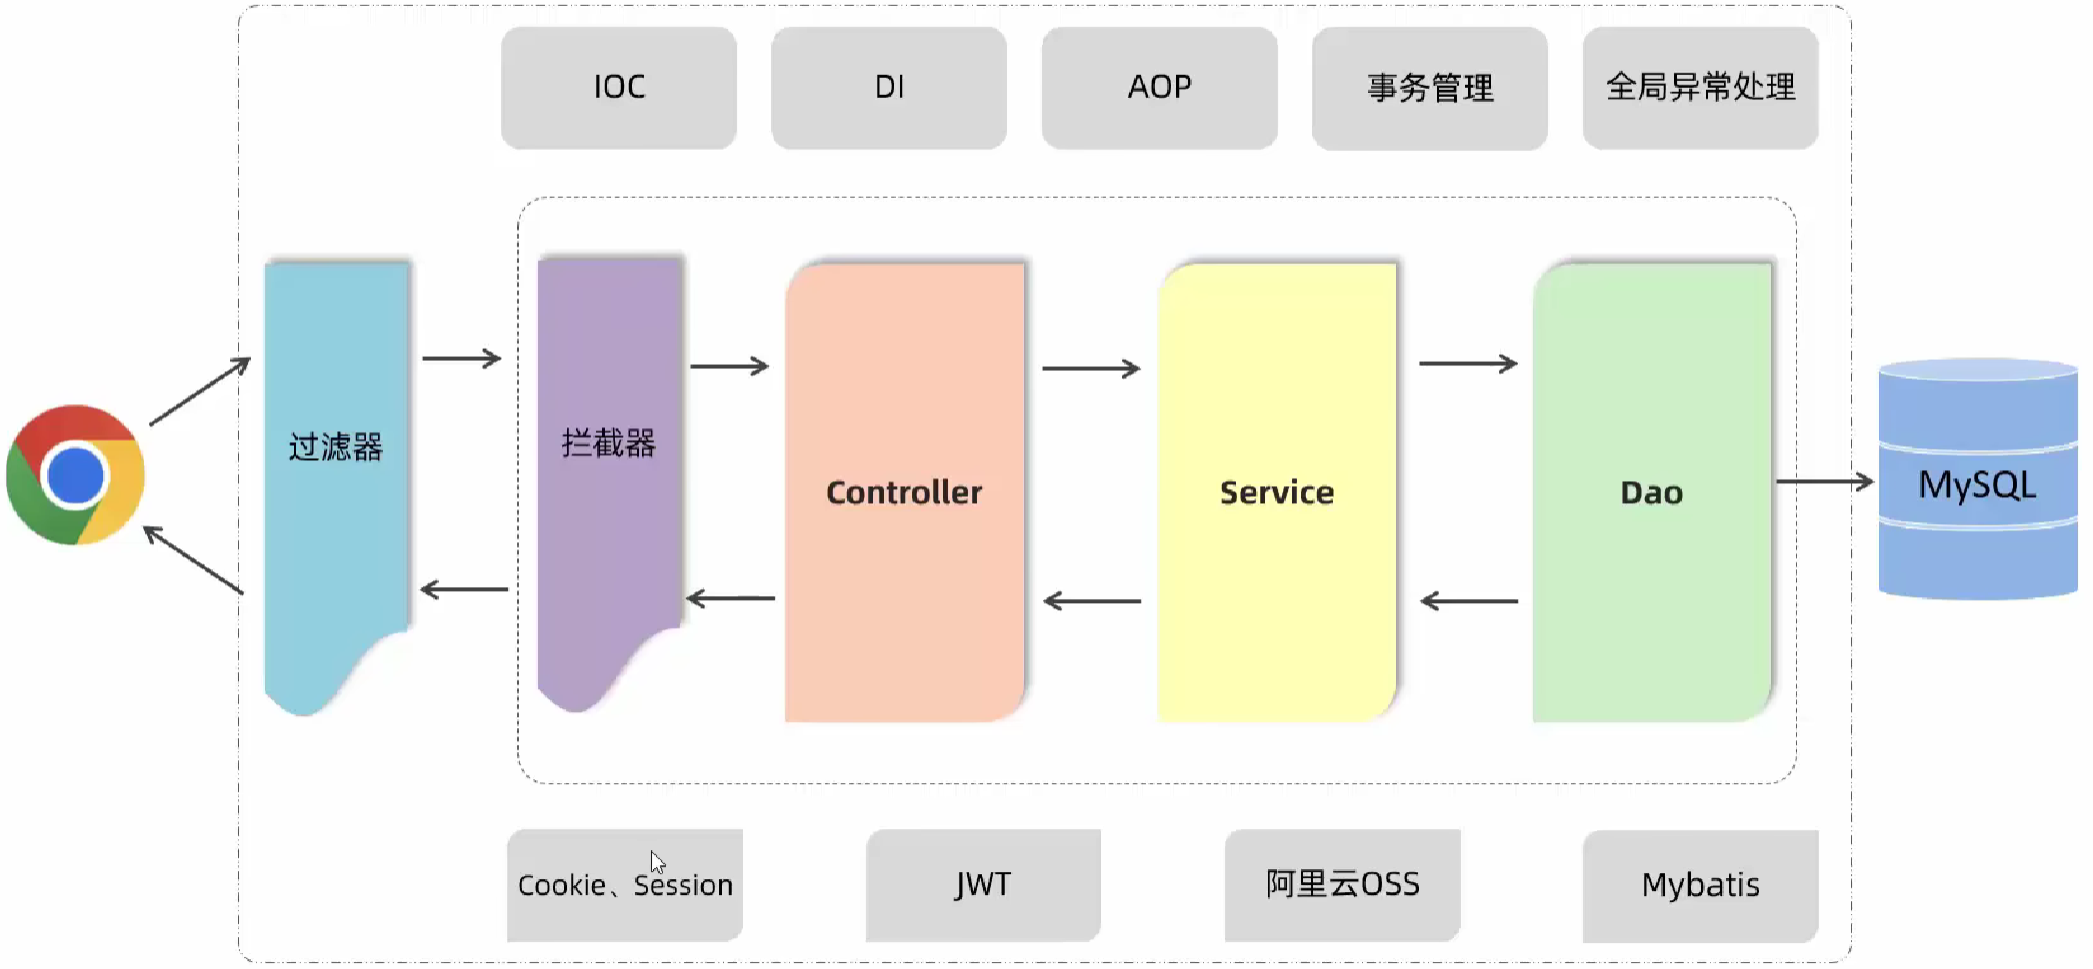 IOC
DI
AOP
事务管理
全局异常处理
过滤器
拦截器
Controller
Service
Dao
MySQL
Cookie、Session
JWT
阿里云OSS
Mybatis